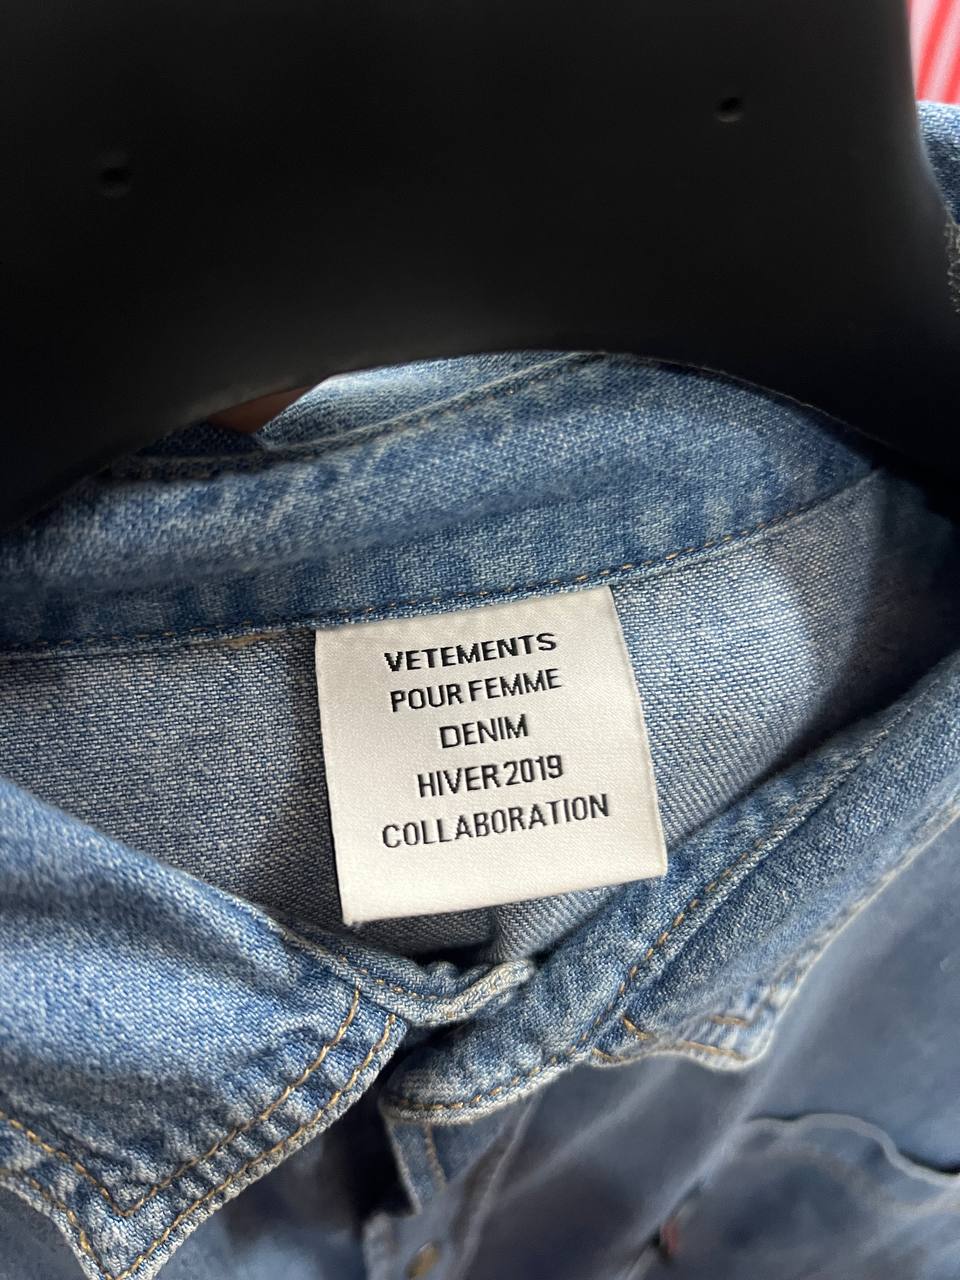 VETEMENTS
POUR FEMME
DENIM
HIVER 2019
COLLABORATION